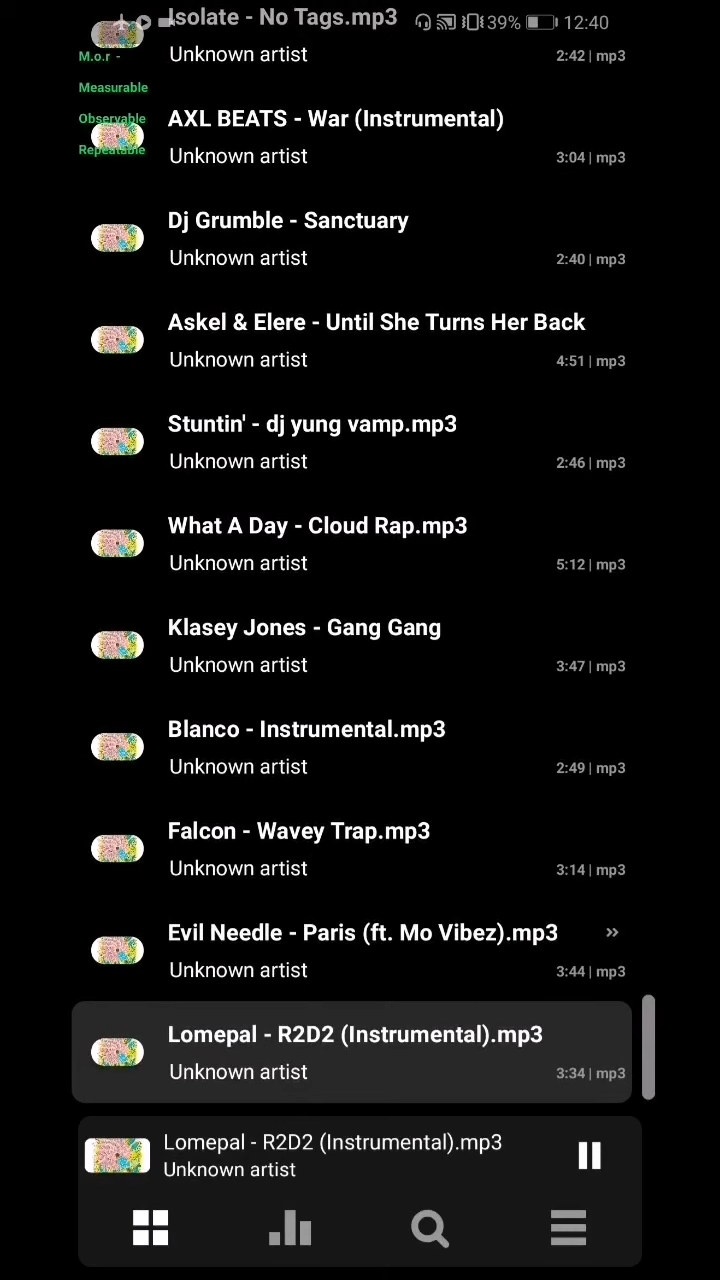 Isolate - No Tags.mp3
39% 12:40
Unknown artist
2:42 | mp3
M.o.r -
Measurable
Observable
Repeatable
AXL BEATS - War (Instrumental)
Unknown artist
3:04 | mp3
Dj Grumble - Sanctuary
Unknown artist
2:40 | mp3
Askel & Elere - Until She Turns Her Back
Unknown artist
4:51 | mp3
Stuntin' - dj yung vamp.mp3
Unknown artist
2:46 | mp3
What A Day - Cloud Rap.mp3
Unknown artist
5:12 | mp3
Klasey Jones - Gang Gang
Unknown artist
3:47 | mp3
Blanco - Instrumental.mp3
Unknown artist
2:49 | mp3
Falcon - Wavey Trap.mp3
Unknown artist
3:14 | mp3
Evil Needle - Paris (ft. Mo Vibez).mp3
Unknown artist
3:44 | mp3
Lomepal - R2D2 (Instrumental).mp3
Unknown artist
3:34 | mp3
Lomepal - R2D2 (Instrumental).mp3
Unknown artist